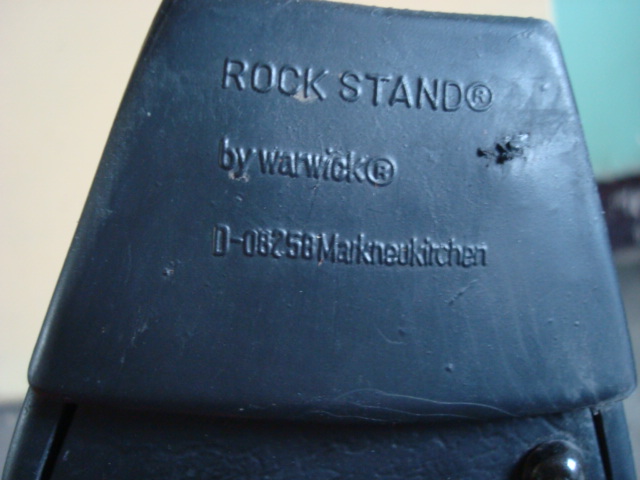 ROCK STAND®
by warwick®
D-08258 Markneukirchen